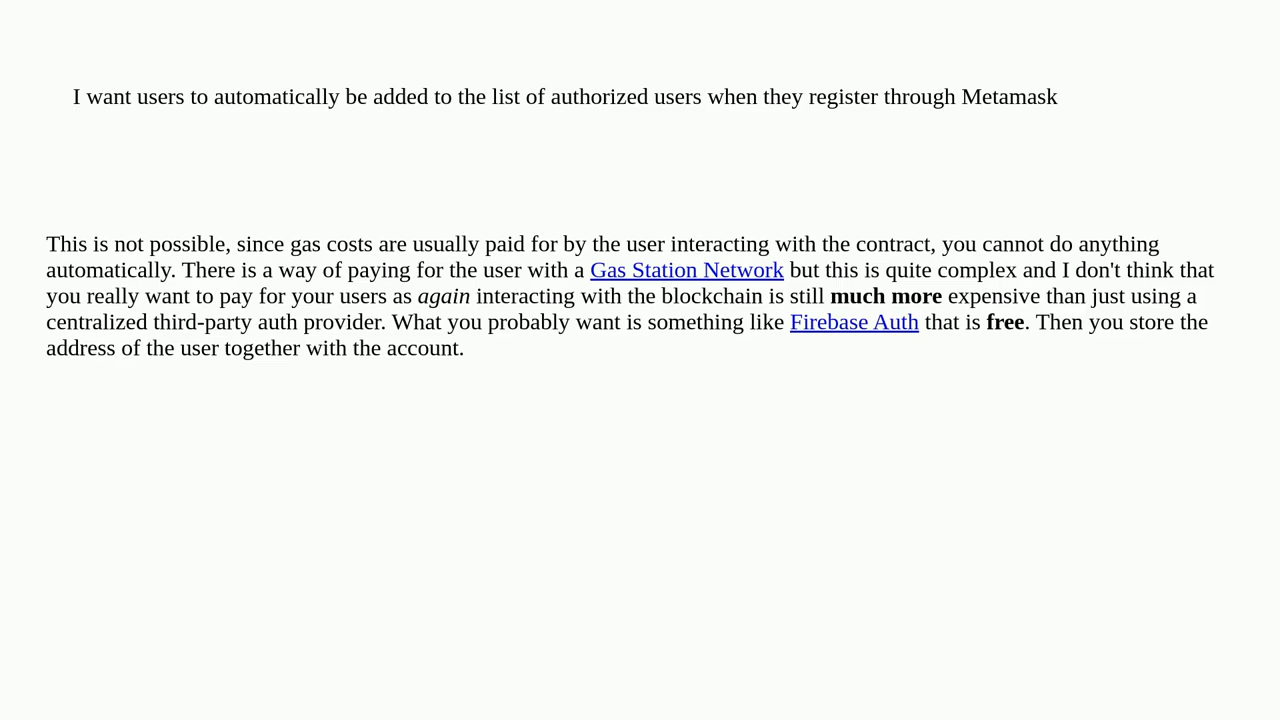 I want users to automatically be added to the list of authorized users when they register through Metamask
This is not possible, since gas costs are usually paid for by the user interacting with the contract, you cannot do anything
automatically. There is a way of paying for the user with a Gas Station Network but this is quite complex and I don't think that
you really want to pay for your users as again interacting with the blockchain is still much more expensive than just using a
centralized third-party auth provider. What you probably want is something like Firebase Auth that is free. Then you store the
address of the user together with the account.